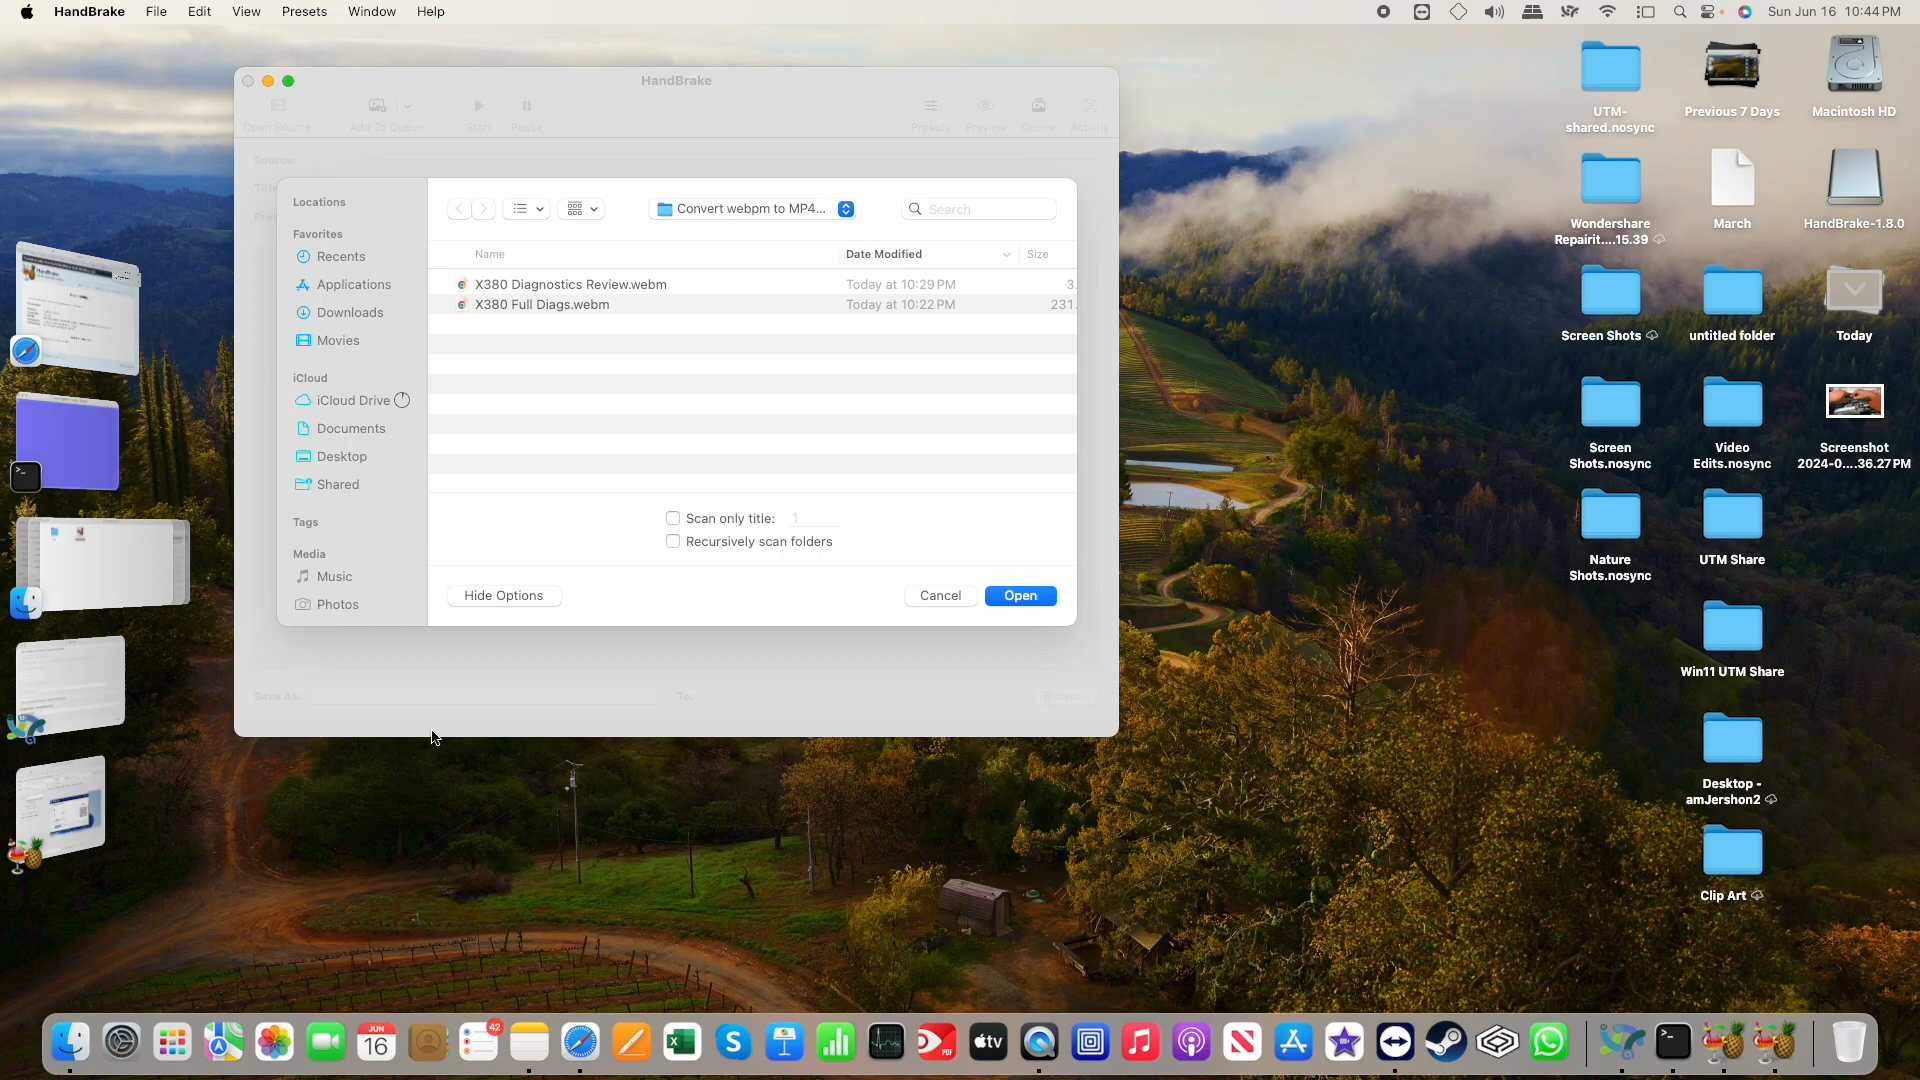 HandBrake File Edit View Presets Window Help
Sun Jun 16 10:44 PM
HandBrake
Open Source Add To Queue Start Pause Presets Preview Queue Activity
Source:
Locations
Favorites
Recents
Applications
Downloads
Movies
iCloud
iCloud Drive
Documents
Desktop
Shared
Tags
Media
Music
Photos
Convert webpm to MP4...
Search
Name Date Modified Size
X380 Diagnostics Review.webm Today at 10:29 PM 3.
X380 Full Diags.webm Today at 10:22 PM 231.
Scan only title: 1
Recursively scan folders
Hide Options Cancel Open
Save As: To: Browse...
UTM-
shared.nosync
Previous 7 Days
Macintosh HD
Wondershare
Repairit....15.39
March
HandBrake-1.8.0
Screen Shots
untitled folder
Today
Screen
Shots.nosync
Video
Edits.nosync
Screenshot
2024-0....36.27 PM
Nature
Shots.nosync
UTM Share
Win11 UTM Share
Desktop -
amJershon2
Clip Art
JUN
16
42
tv
PDF